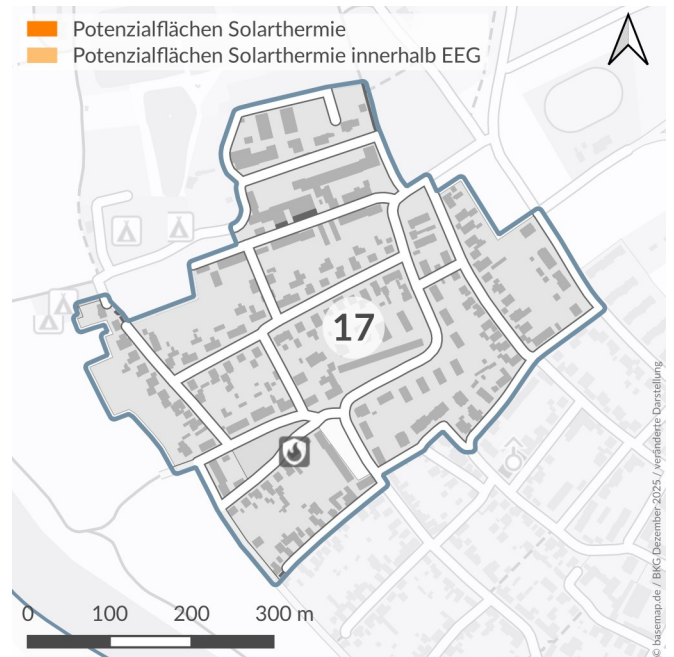 Potenzialflächen Solarthermie
Potenzialflächen Solarthermie innerhalb EEG
17
0 100 200 300 m
© basemap.de / BKG Dezember 2025 / veränderte Darstellung